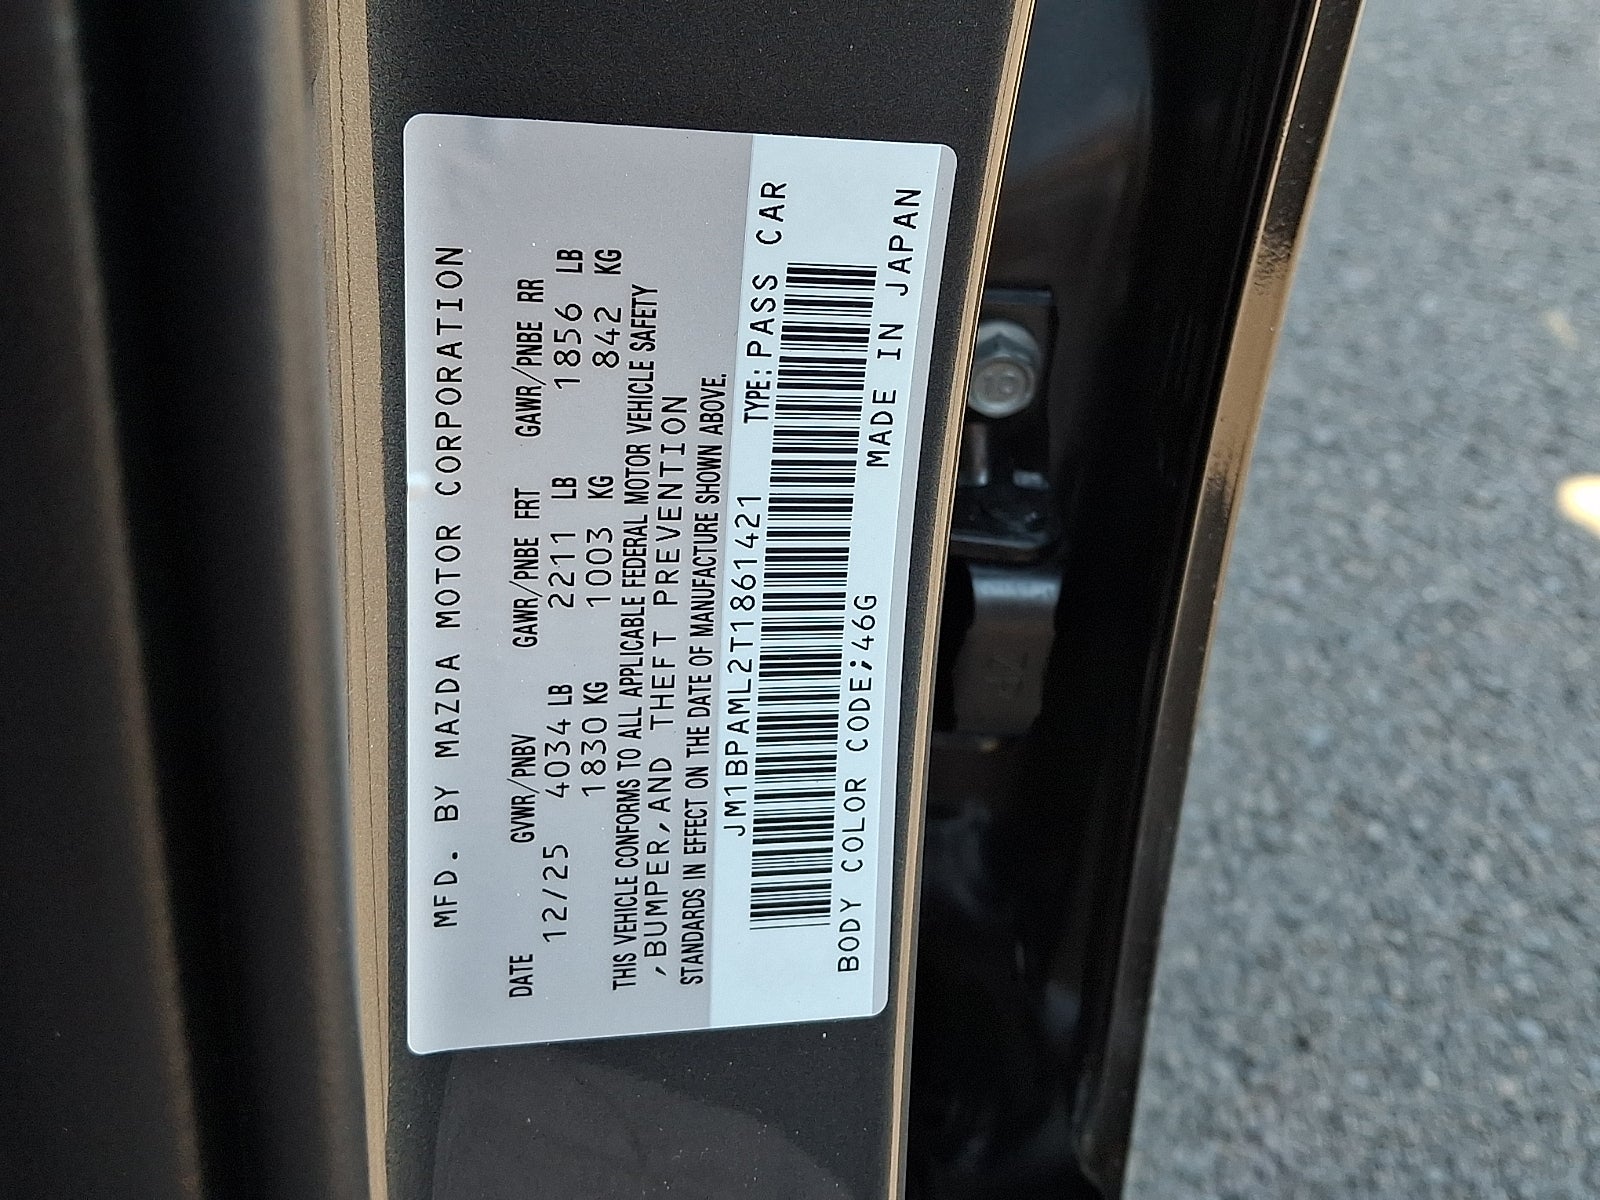 MFD. BY MAZDA MOTOR CORPORATION
DATE GVWR/PNBV GAWR/PNBE FRT GAWR/PNBE RR
12/25 4034 LB 2211 LB 1856 LB
1830 KG 1003 KG 842 KG
THIS VEHICLE CONFORMS TO ALL APPLICABLE FEDERAL MOTOR VEHICLE SAFETY
,BUMPER,AND THEFT PREVENTION
STANDARDS IN EFFECT ON THE DATE OF MANUFACTURE SHOWN ABOVE.
JM1BPAML2T1861421 TYPE: PASS CAR
BODY COLOR CODE;46G MADE IN JAPAN